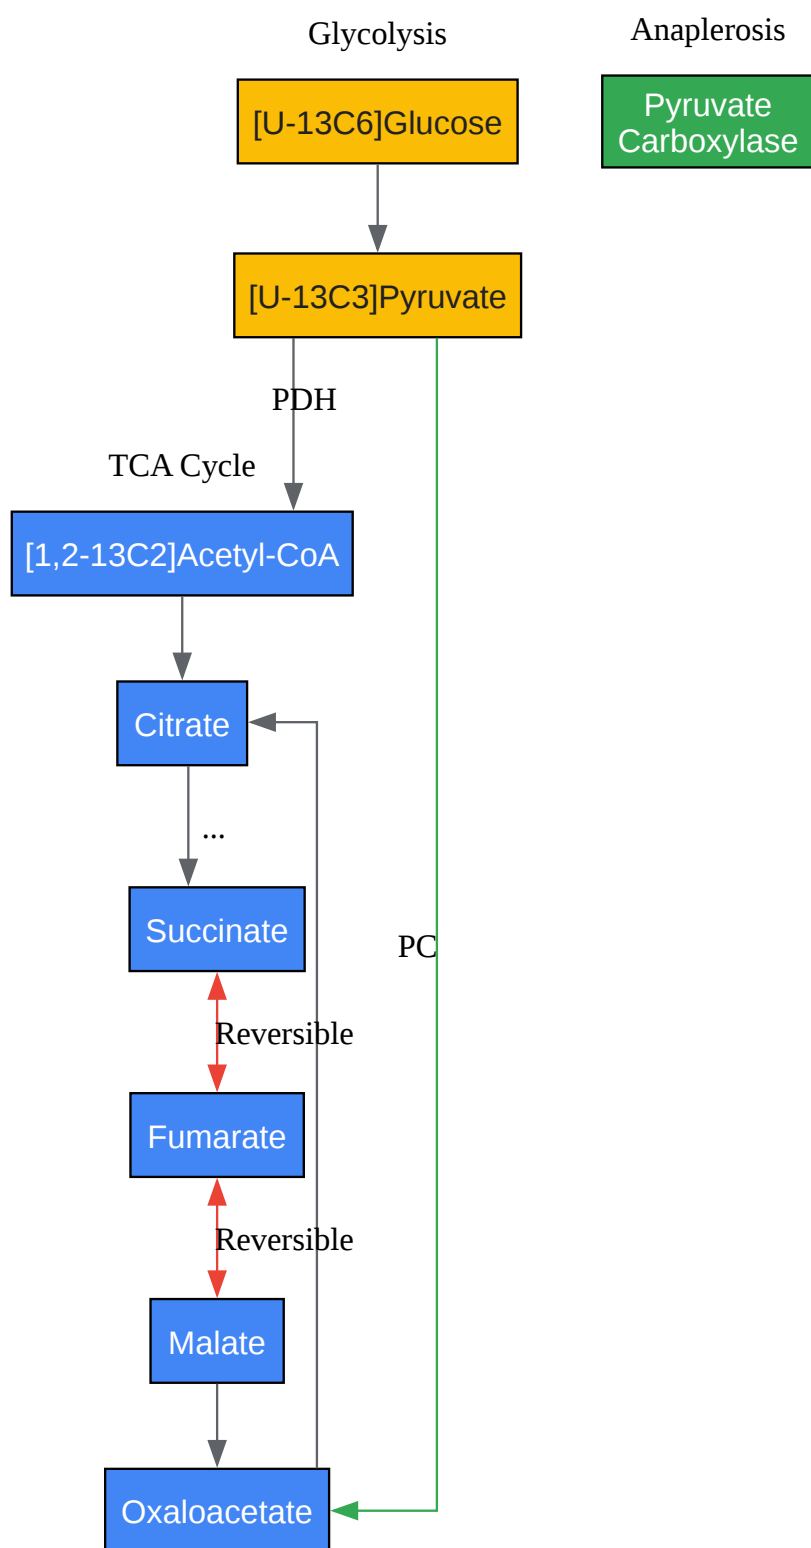 Glycolysis
Anaplerosis
[U-13C6]Glucose
Pyruvate
Carboxylase
[U-13C3]Pyruvate
PDH
TCA Cycle
[1,2-13C2]Acetyl-CoA
Citrate
...
Succinate
PC
Reversible
Fumarate
Reversible
Malate
Oxaloacetate